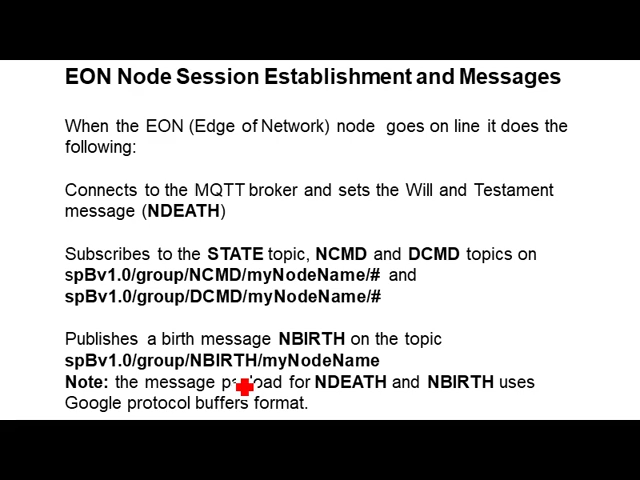 EON Node Session Establishment and Messages
When the EON (Edge of Network) node goes on line it does the
following:
Connects to the MQTT broker and sets the Will and Testament
message (NDEATH)
Subscribes to the STATE topic, NCMD and DCMD topics on
spBv1.0/group/NCMD/myNodeName/# and
spBv1.0/group/DCMD/myNodeName/#
Publishes a birth message NBIRTH on the topic
spBv1.0/group/NBIRTH/myNodeName
Note: the message payload for NDEATH and NBIRTH uses
Google protocol buffers format.